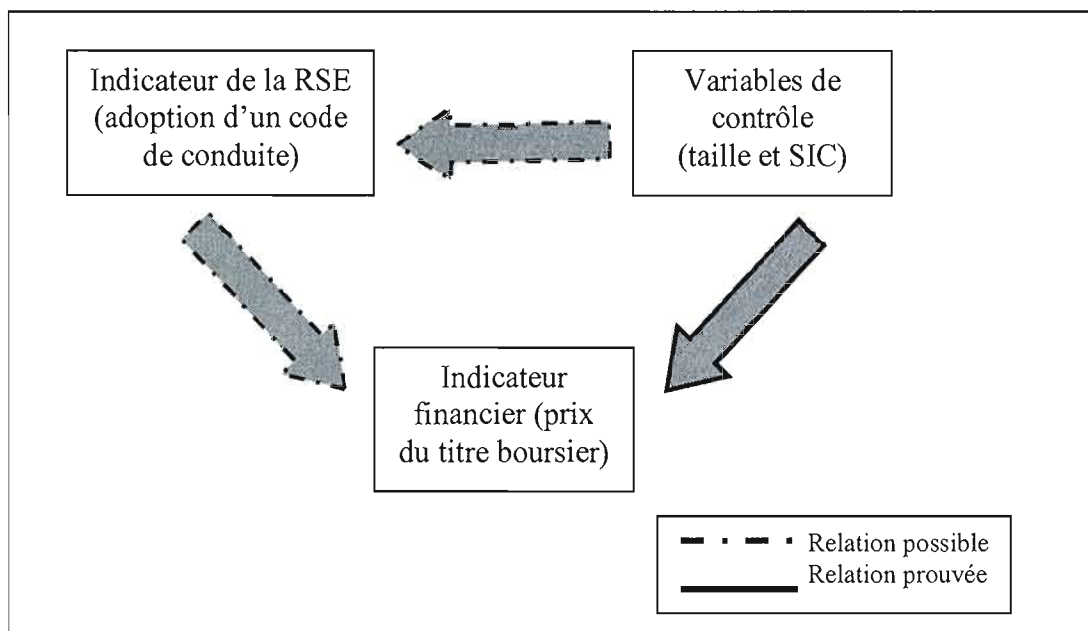 Indicateur de la RSE
(adoption d’un code
de conduite)
Variables de
contrôle
(taille et SIC)
Indicateur
financier (prix
du titre boursier)
Relation possible
Relation prouvée